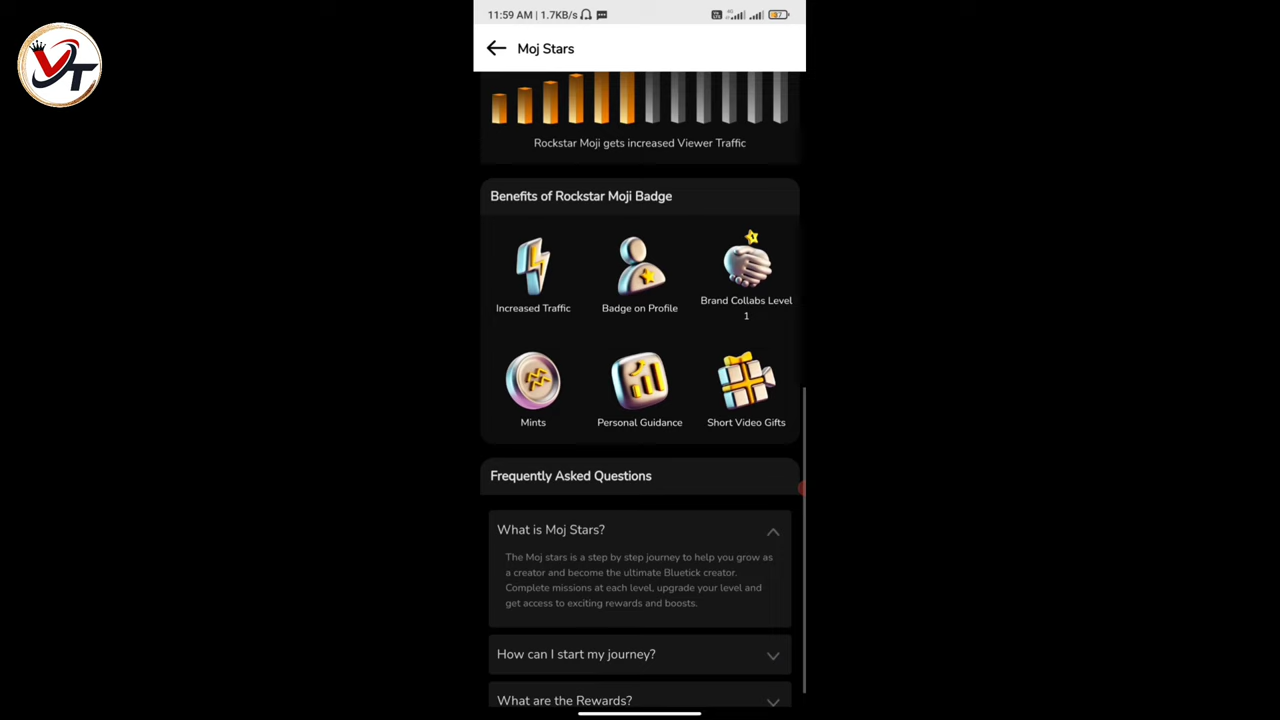 11:59 AM | 1.7KB/s
VT
Moj Stars
Rockstar Moji gets increased Viewer Traffic
Benefits of Rockstar Moji Badge
Increased Traffic
Badge on Profile
Brand Collabs Level
1
Mints
Personal Guidance
Short Video Gifts
Frequently Asked Questions
What is Moj Stars?
The Moj stars is a step by step journey to help you grow as
a creator and become the ultimate Bluetick creator.
Complete missions at each level, upgrade your level and
get access to exciting rewards and boosts.
How can I start my journey?
What are the Rewards?